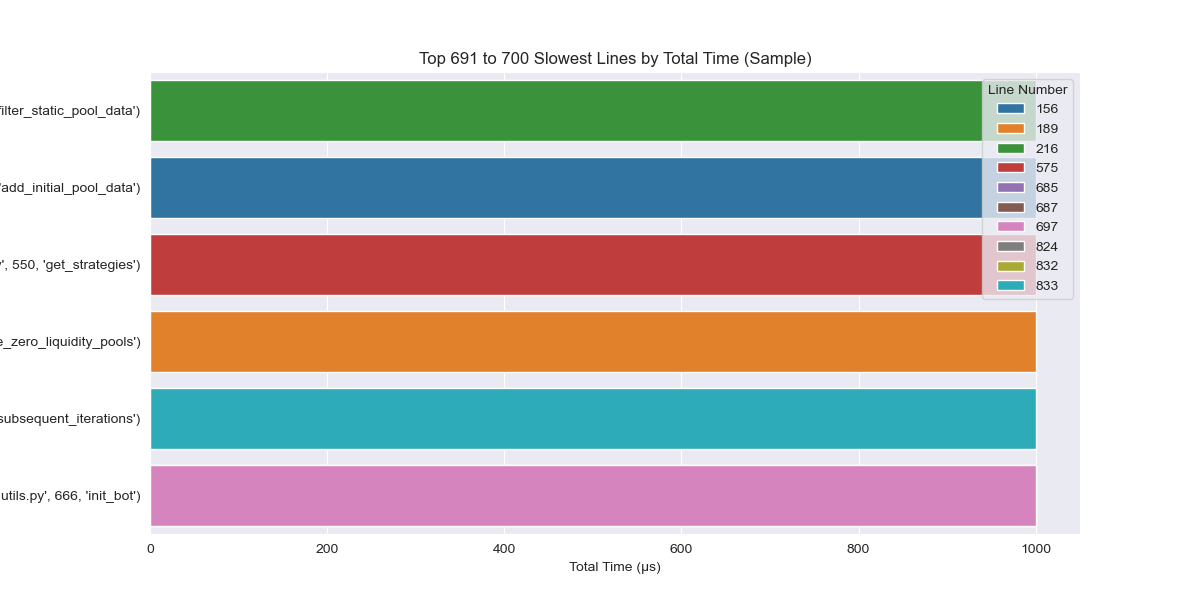 Top 691 to 700 Slowest Lines by Total Time (Sample)
filter_static_pool_data')
'add_initial_pool_data')
', 550, 'get_strategies')
e_zero_liquidity_pools')
subsequent_iterations')
utils.py', 666, 'init_bot')
0 200 400 600 800 1000
Total Time (µs)
Line Number
156
189
216
575
685
687
697
824
832
833